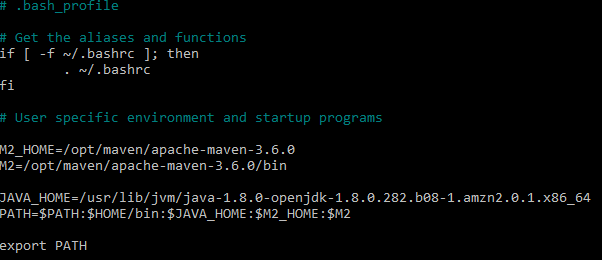 # .bash_profile
# Get the aliases and functions
if [ -f ~/.bashrc ]; then
. ~/.bashrc
fi
# User specific environment and startup programs
M2_HOME=/opt/maven/apache-maven-3.6.0
M2=/opt/maven/apache-maven-3.6.0/bin
JAVA_HOME=/usr/lib/jvm/java-1.8.0-openjdk-1.8.0.282.b08-1.amzn2.0.1.x86_64
PATH=$PATH:$HOME/bin:$JAVA_HOME:$M2_HOME:$M2
export PATH